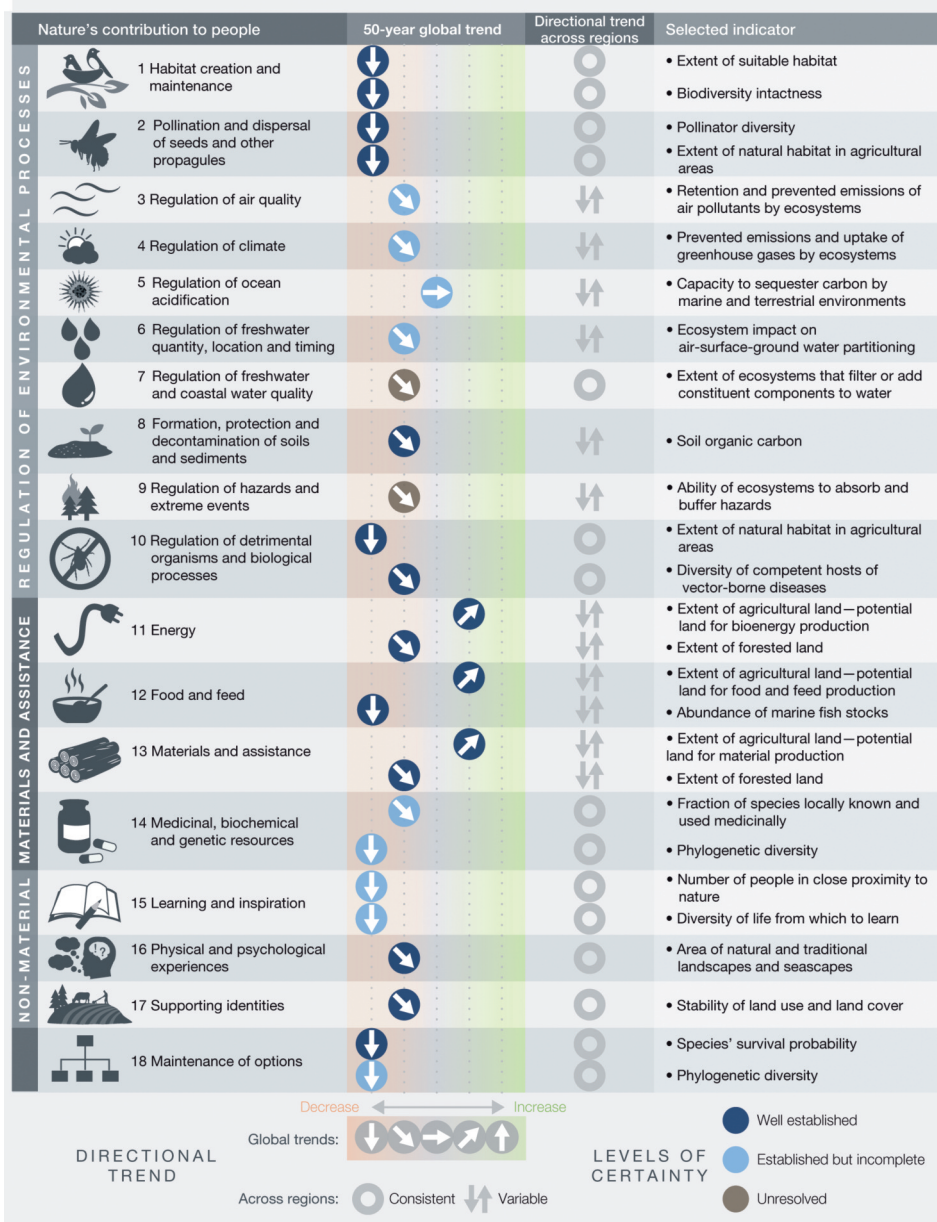 Nature's contribution to people
50-year global trend
Directional trend
across regions
Selected indicator
REGULATION OF ENVIRONMENTAL PROCESSES
1 Habitat creation and
maintenance
• Extent of suitable habitat
• Biodiversity intactness
2 Pollination and dispersal
of seeds and other
propagules
• Pollinator diversity
• Extent of natural habitat in agricultural
areas
3 Regulation of air quality
• Retention and prevented emissions of
air pollutants by ecosystems
4 Regulation of climate
• Prevented emissions and uptake of
greenhouse gases by ecosystems
5 Regulation of ocean
acidification
• Capacity to sequester carbon by
marine and terrestrial environments
6 Regulation of freshwater
quantity, location and timing
• Ecosystem impact on
air-surface-ground water partitioning
7 Regulation of freshwater
and coastal water quality
• Extent of ecosystems that filter or add
constituent components to water
8 Formation, protection and
decontamination of soils
and sediments
• Soil organic carbon
9 Regulation of hazards and
extreme events
• Ability of ecosystems to absorb and
buffer hazards
10 Regulation of detrimental
organisms and biological
processes
• Extent of natural habitat in agricultural
areas
• Diversity of competent hosts of
vector-borne diseases
MATERIALS AND ASSISTANCE
11 Energy
• Extent of agricultural land—potential
land for bioenergy production
• Extent of forested land
12 Food and feed
• Extent of agricultural land—potential
land for food and feed production
• Abundance of marine fish stocks
13 Materials and assistance
• Extent of agricultural land—potential
land for material production
• Extent of forested land
14 Medicinal, biochemical
and genetic resources
• Fraction of species locally known and
used medicinally
• Phylogenetic diversity
NON-MATERIAL
15 Learning and inspiration
• Number of people in close proximity to
nature
• Diversity of life from which to learn
16 Physical and psychological
experiences
!?
• Area of natural and traditional
landscapes and seascapes
17 Supporting identities
• Stability of land use and land cover
18 Maintenance of options
• Species' survival probability
• Phylogenetic diversity
Decrease
Increase
Global trends:
DIRECTIONAL
TREND
Across regions:
Consistent
Variable
LEVELS OF
CERTAINTY
Well established
Established but incomplete
Unresolved